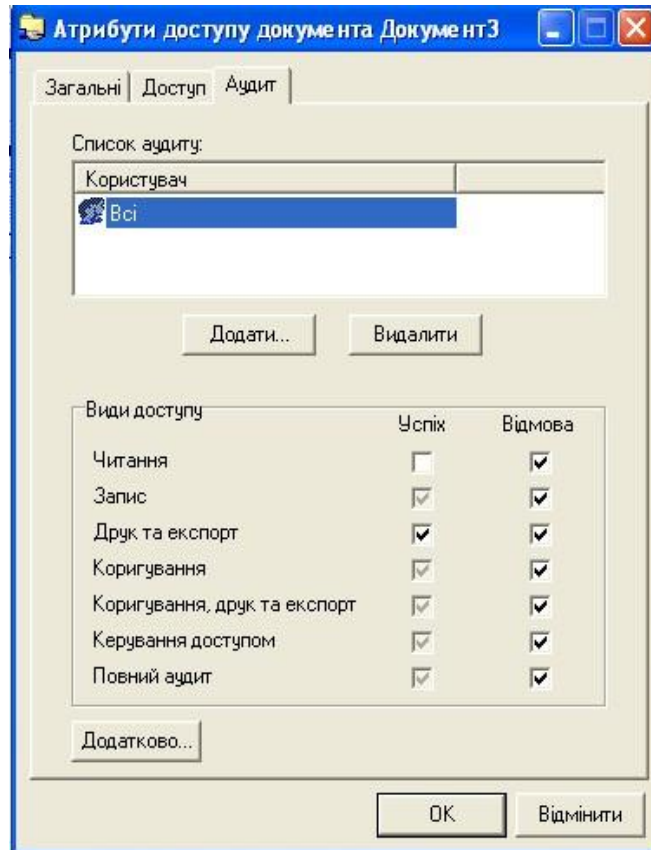 Атрибути доступу документа Документ3
Загальні Доступ Аудит
Список аудиту:
Користувач
Всі
Додати... Видалити
Види доступу Успіх Відмова
Читання
Запис
Друк та експорт
Коригування
Коригування, друк та експорт
Керування доступом
Повний аудит
Додатково...
OK Відмінити